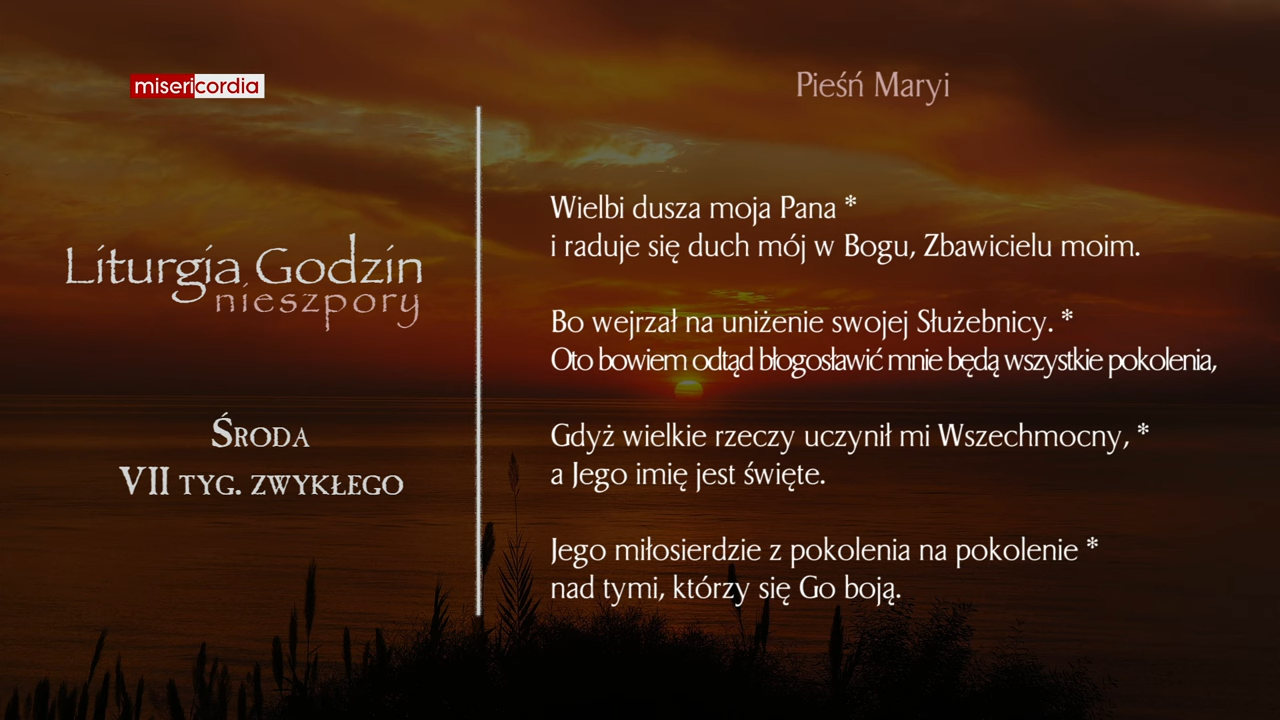 misericordia
Liturgia Godzin
nieszpory
Środa
VII tyg. zwykłego
Pieśń Maryi
Wielbi dusza moja Pana *
i raduje się duch mój w Bogu, Zbawicielu moim.
Bo wejrzał na uniżenie swojej Służebnicy. *
Oto bowiem odtąd błogosławić mnie będą wszystkie pokolenia,
Gdyż wielkie rzeczy uczynił mi Wszechmocny, *
a Jego imię jest święte.
Jego miłosierdzie z pokolenia na pokolenie *
nad tymi, którzy się Go boją.